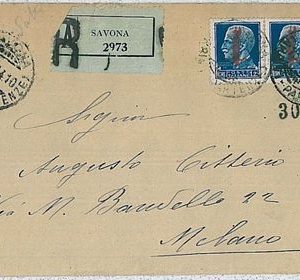 R
SAVONA
2973
30
Signor
Augusto Citterio
Via M. Bandello 22
Milano